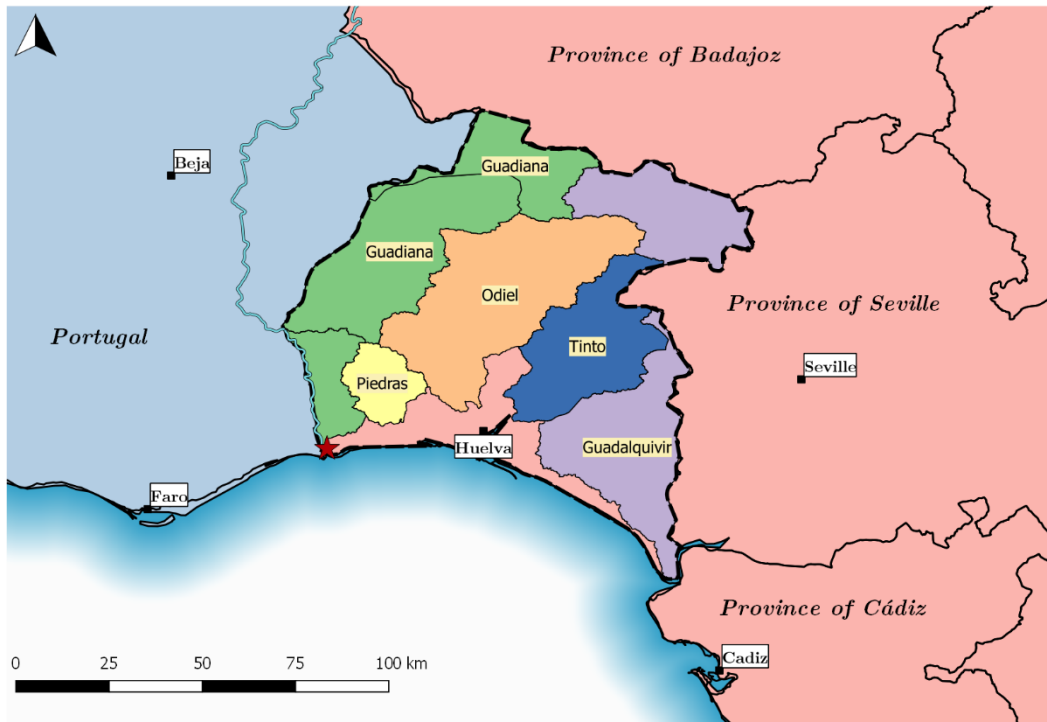 Province of Badajoz
Beja
Guadiana
Guadiana
Odiel
Province of Seville
Portugal
Tinto
Seville
Piedras
Huelva
Guadalquivir
Faro
Province of Cádiz
Cadiz
0 25 50 75 100 km